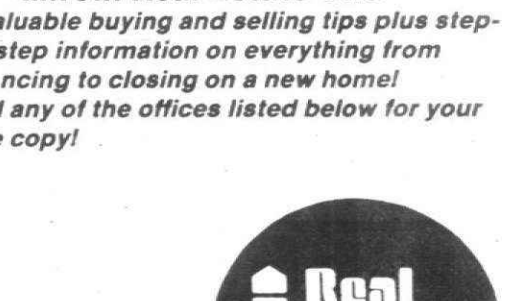 aluable buying and selling tips plus step-
step information on everything from
ncing to closing on a new home!
any of the offices listed below for your
copy!
Real